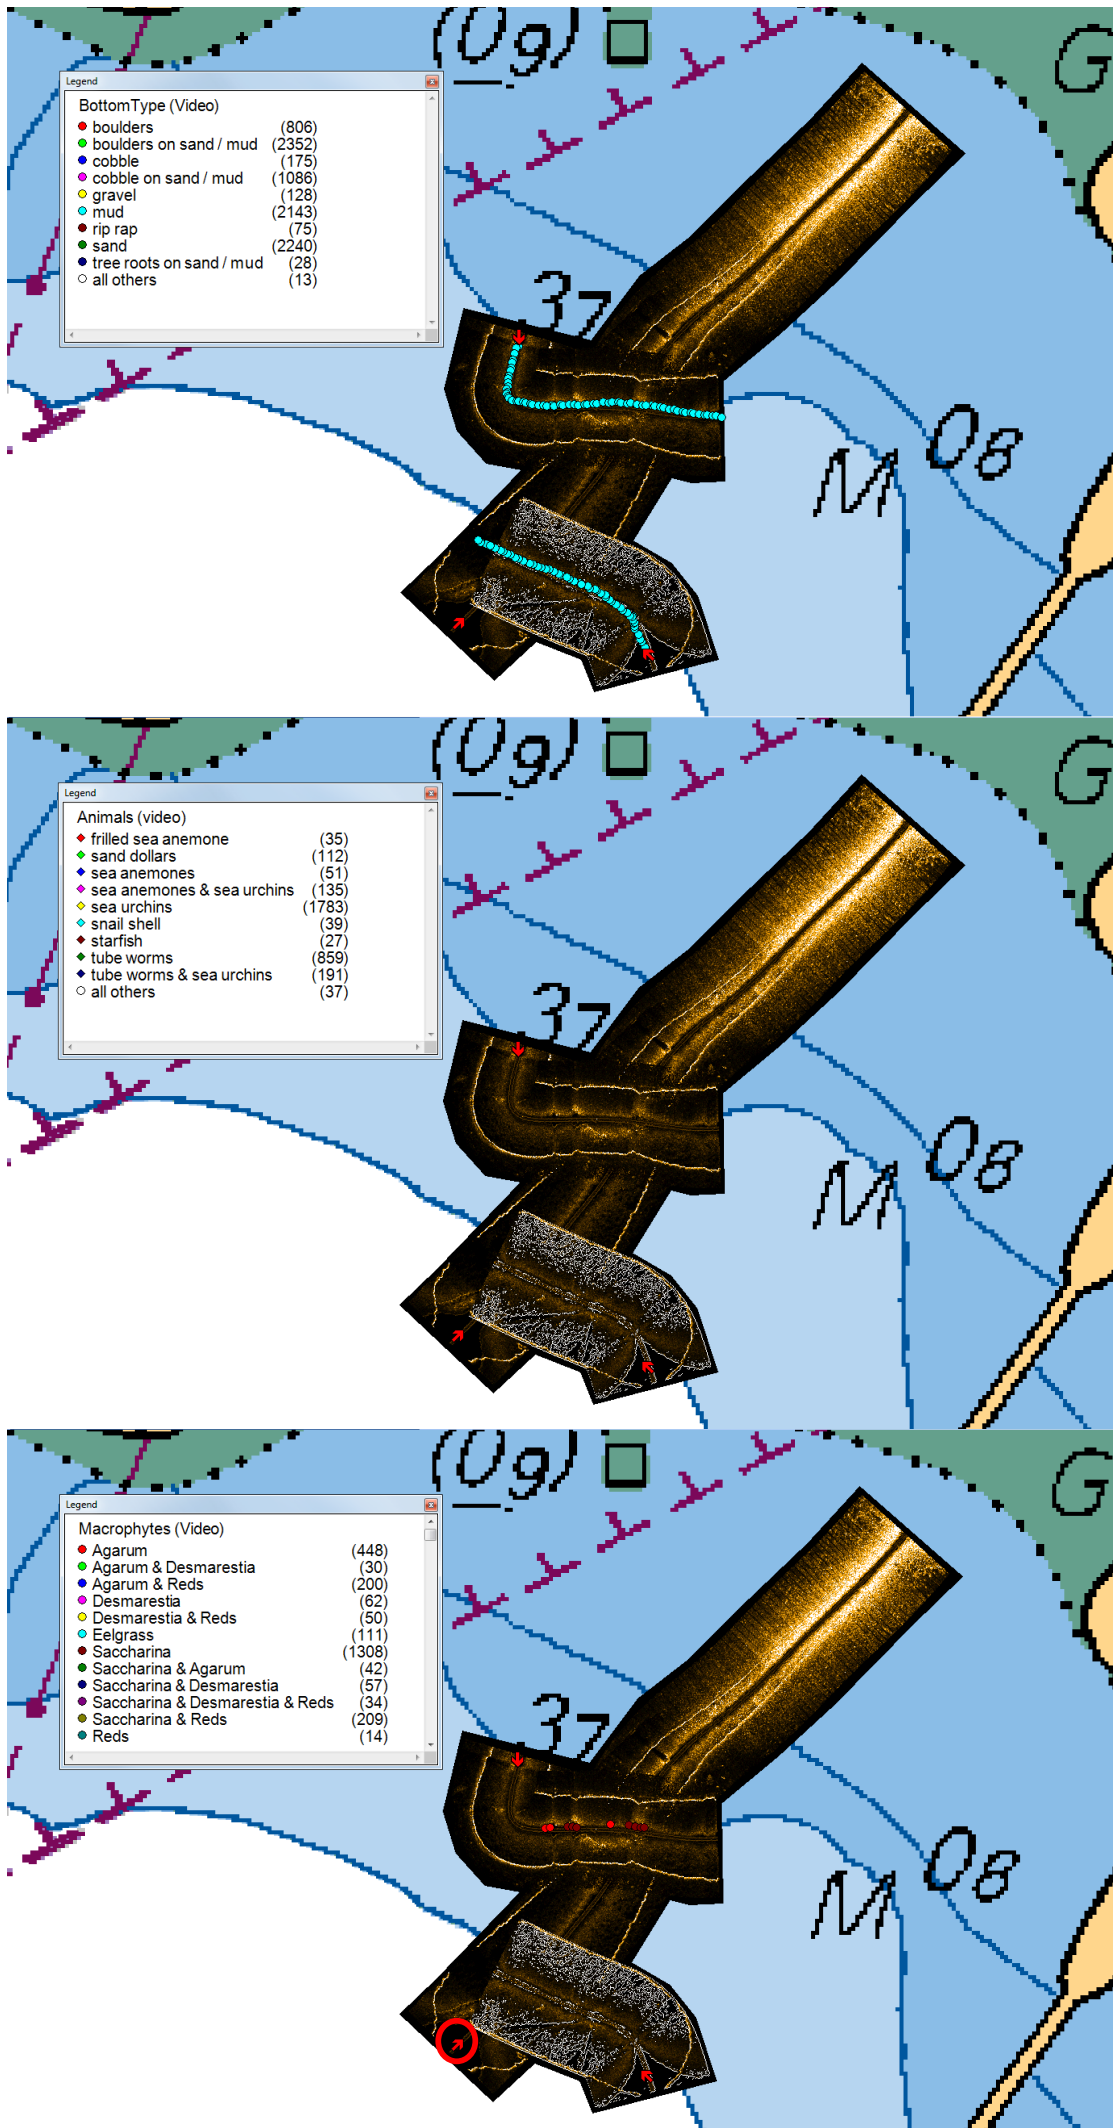 (09)
G
Legend
BottomType (Video)
boulders (806)
boulders on sand / mud (2352)
cobble (175)
cobble on sand / mud (1086)
gravel (128)
mud (2143)
rip rap (75)
sand (2240)
tree roots on sand / mud (28)
all others (13)
37
08
M
(09)
G
Legend
Animals (video)
frilled sea anemone (35)
sand dollars (112)
sea anemones (51)
sea anemones & sea urchins (135)
sea urchins (1783)
snail shell (39)
starfish (27)
tube worms (859)
tube worms & sea urchins (191)
all others (37)
37
08
M
(09)
G
Legend
Macrophytes (Video)
Agarum (448)
Agarum & Desmarestia (30)
Agarum & Reds (200)
Desmarestia (62)
Desmarestia & Reds (50)
Eelgrass (111)
Saccharina (1308)
Saccharina & Agarum (42)
Saccharina & Desmarestia (57)
Saccharina & Desmarestia & Reds (34)
Saccharina & Reds (209)
Reds (14)
37
08
M